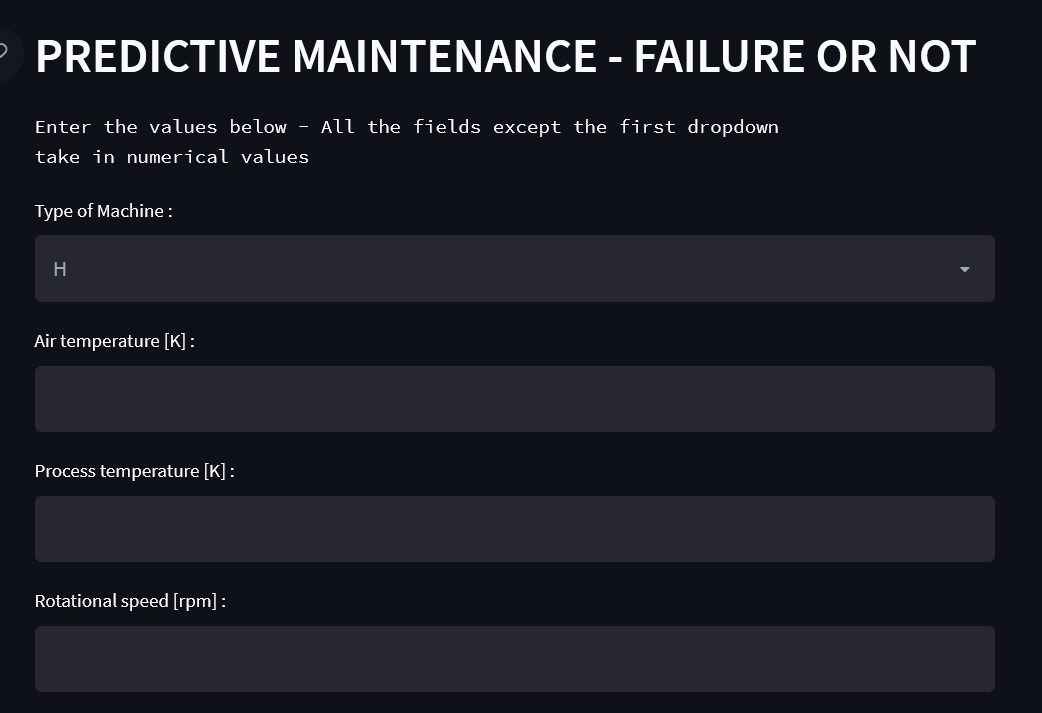 PREDICTIVE MAINTENANCE - FAILURE OR NOT
Enter the values below - All the fields except the first dropdown
take in numerical values
Type of Machine :
H
Air temperature [K] :
Process temperature [K] :
Rotational speed [rpm] :